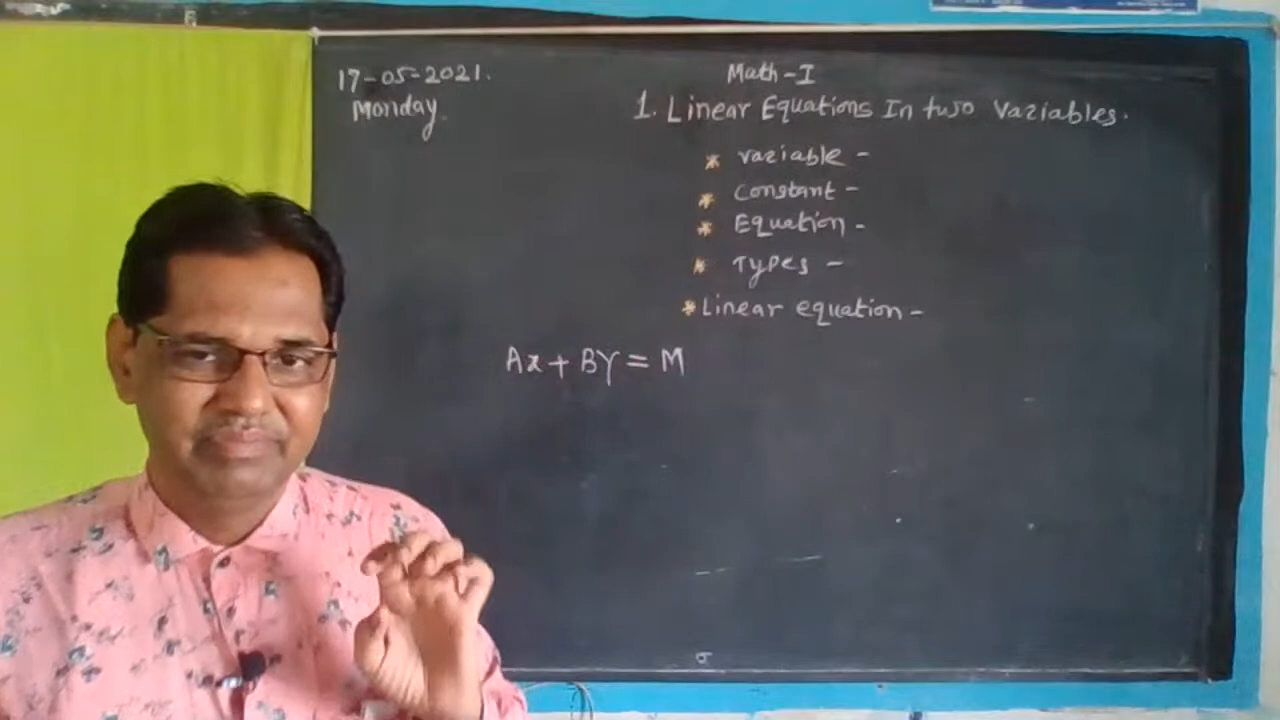 17-05-2021.
Monday.
Math-I
1. Linear Equations In two Variables.
* Variable -
* Constant -
* Equation -
* Types -
* Linear equation -
Ax + BY = M